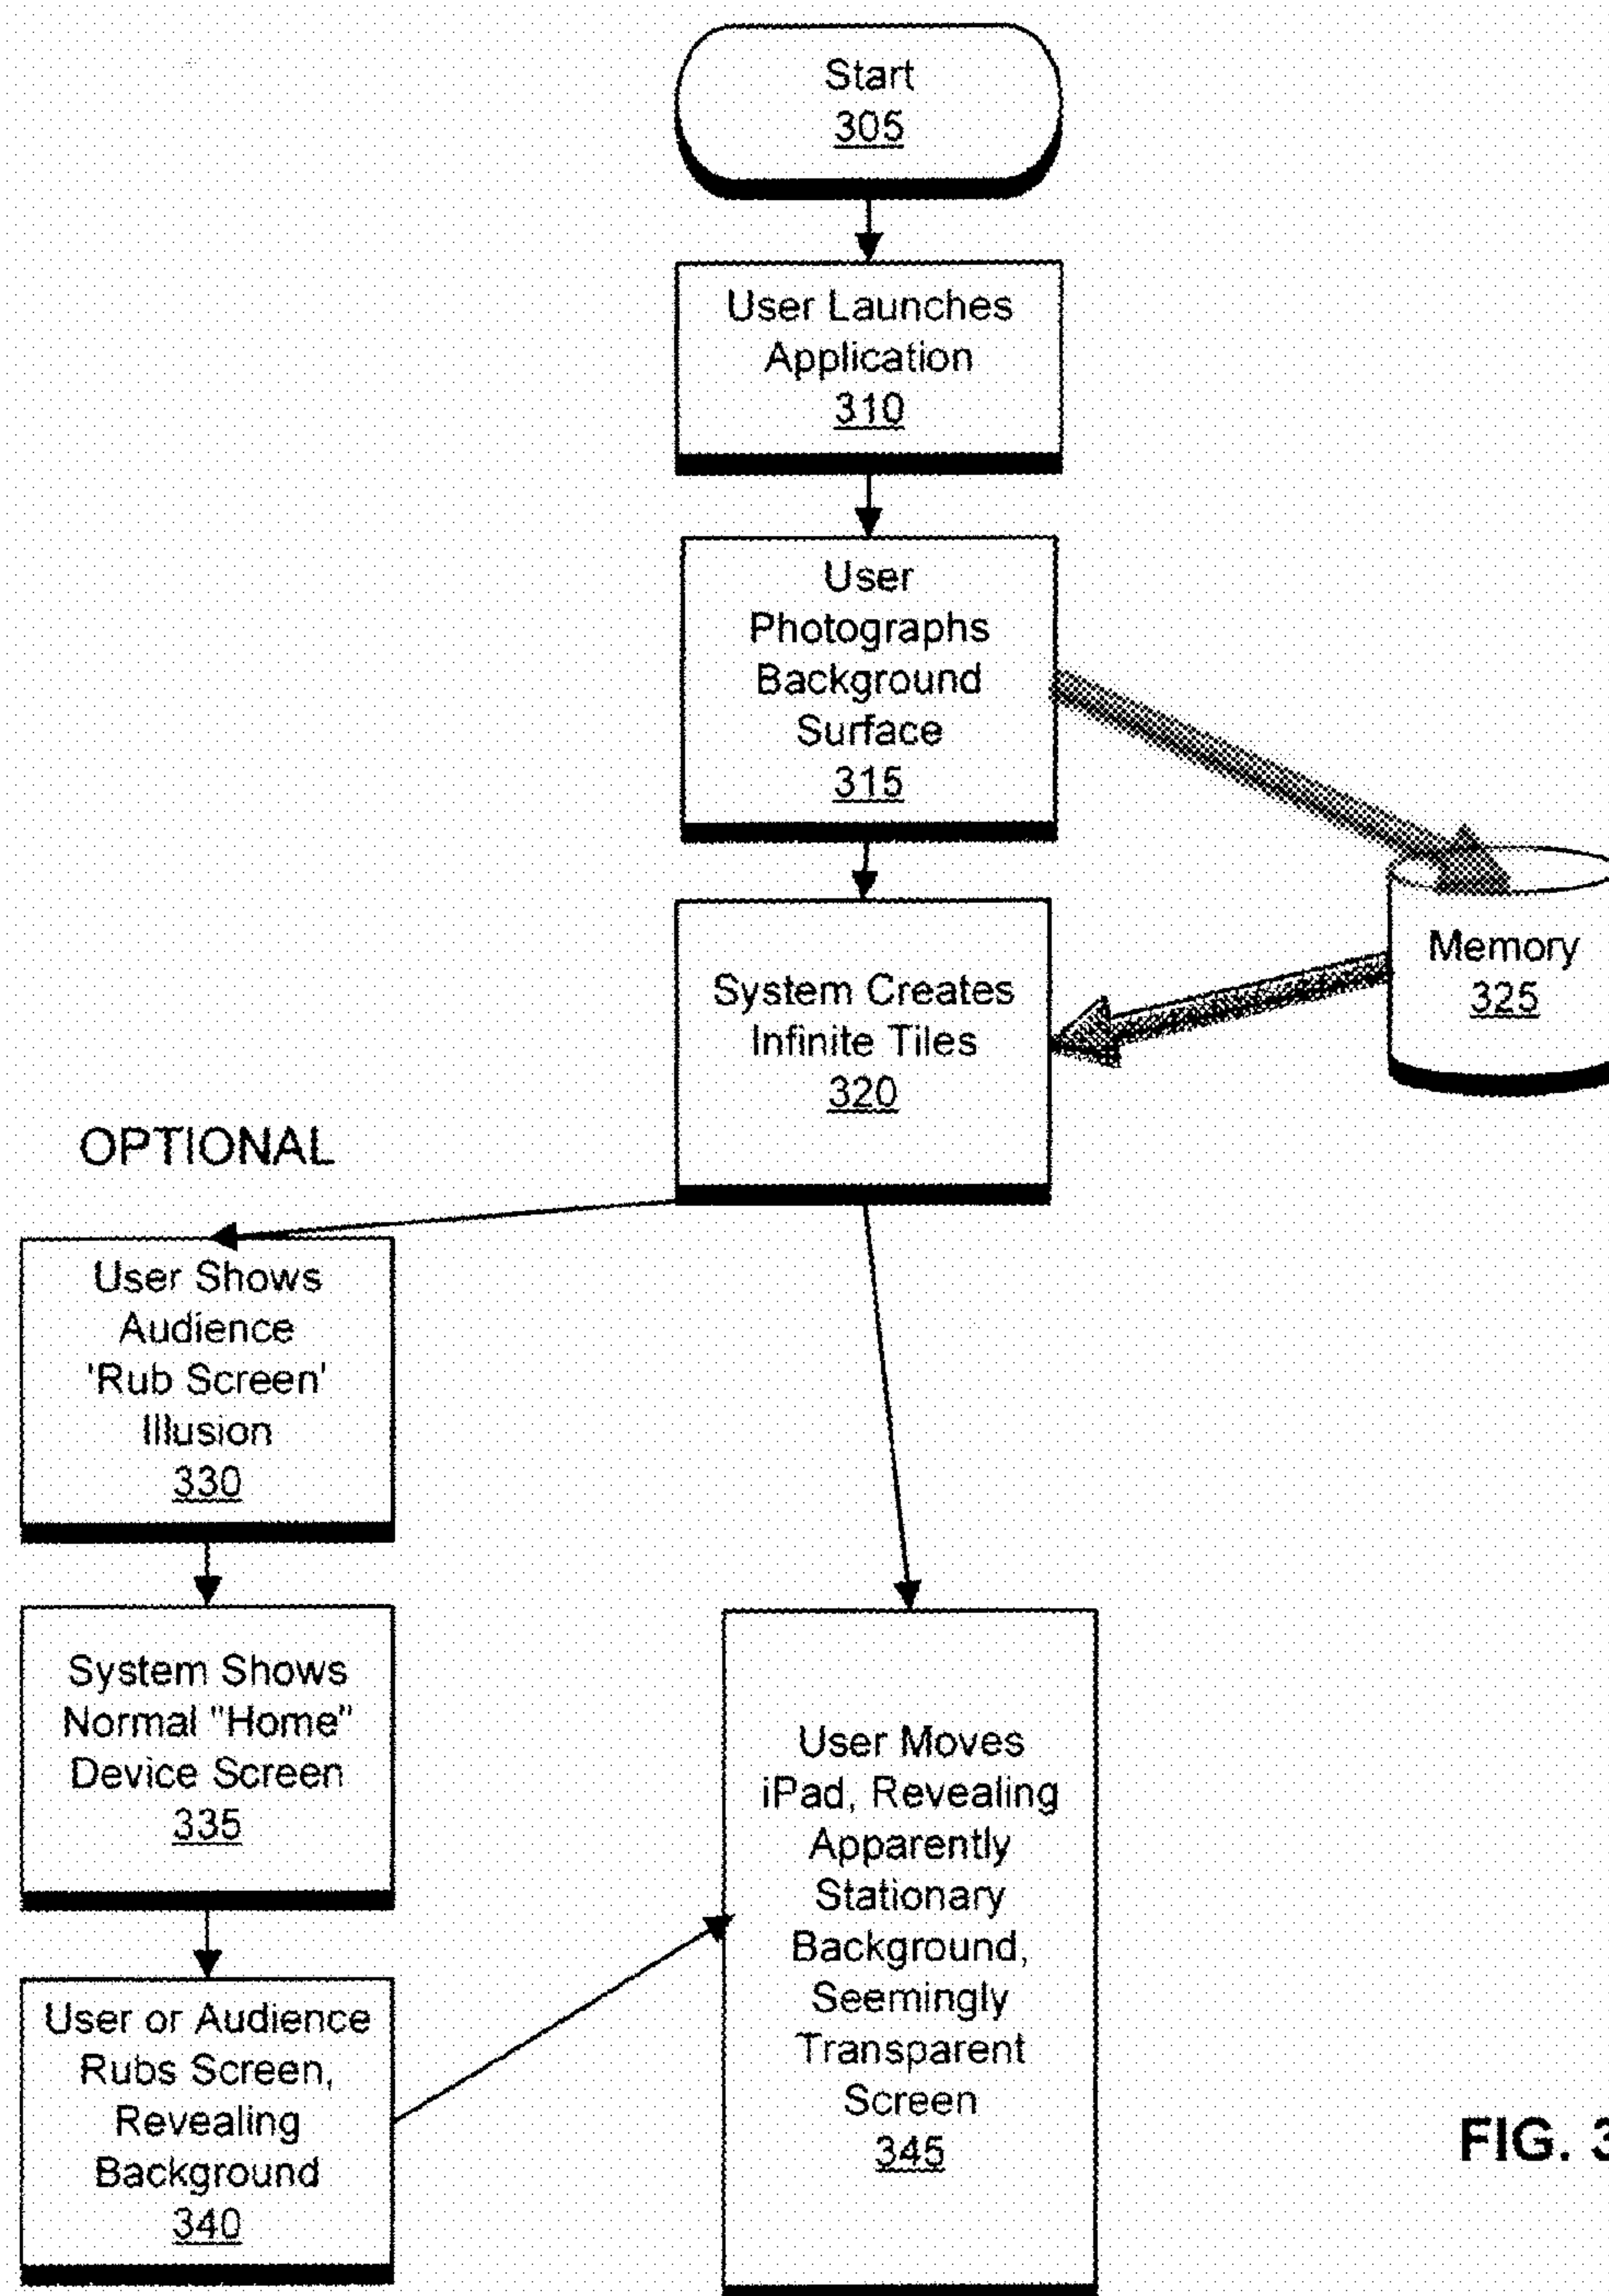 Start
305
User Launches
Application
310
User
Photographs
Background
Surface
315
Memory
325
System Creates
Infinite Tiles
320
OPTIONAL
User Shows
Audience
'Rub Screen'
Illusion
330
System Shows
Normal "Home"
Device Screen
335
User or Audience
Rubs Screen,
Revealing
Background
340
User Moves
iPad, Revealing
Apparently
Stationary
Background,
Seemingly
Transparent
Screen
345
FIG. 3